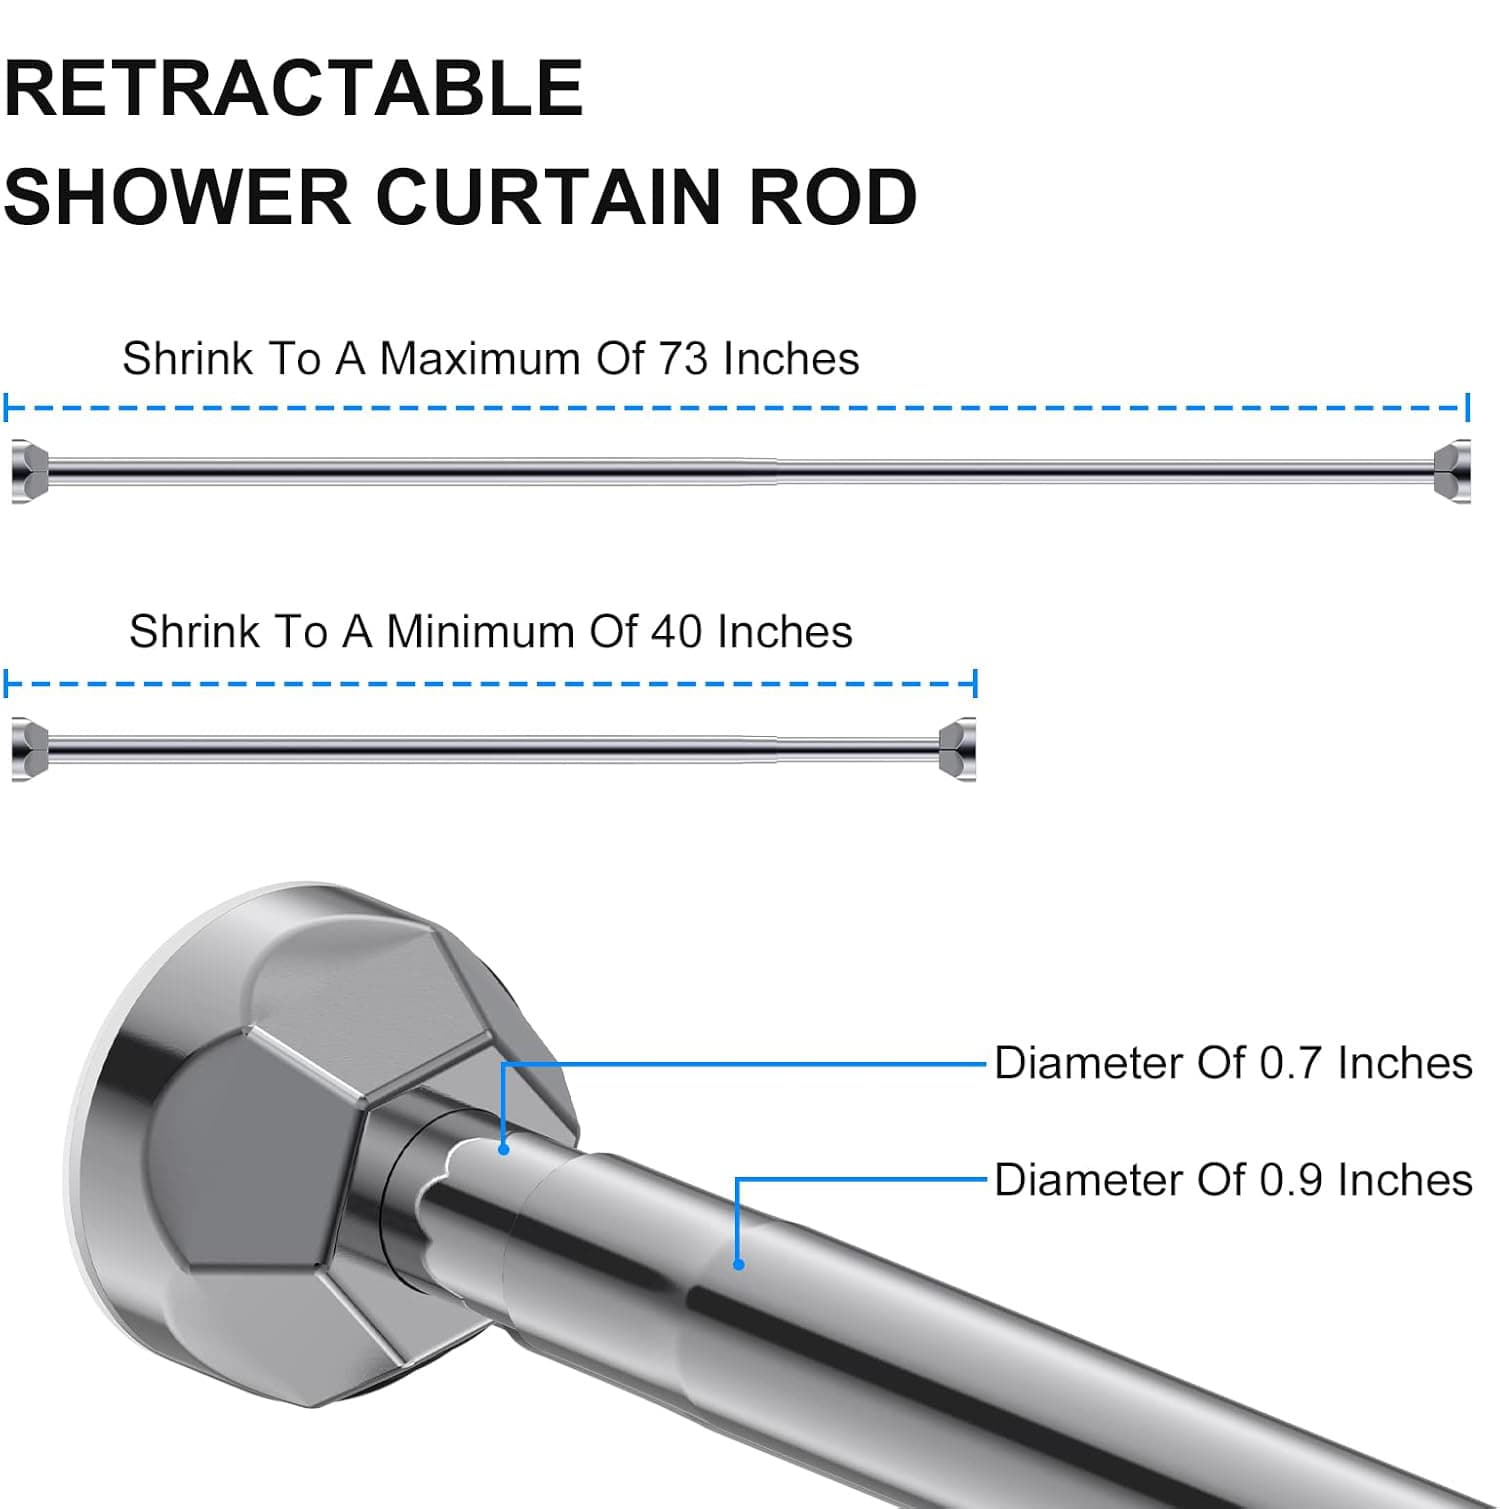 RETRACTABLE
SHOWER CURTAIN ROD
Shrink To A Maximum Of 73 Inches
Shrink To A Minimum Of 40 Inches
Diameter Of 0.7 Inches
Diameter Of 0.9 Inches